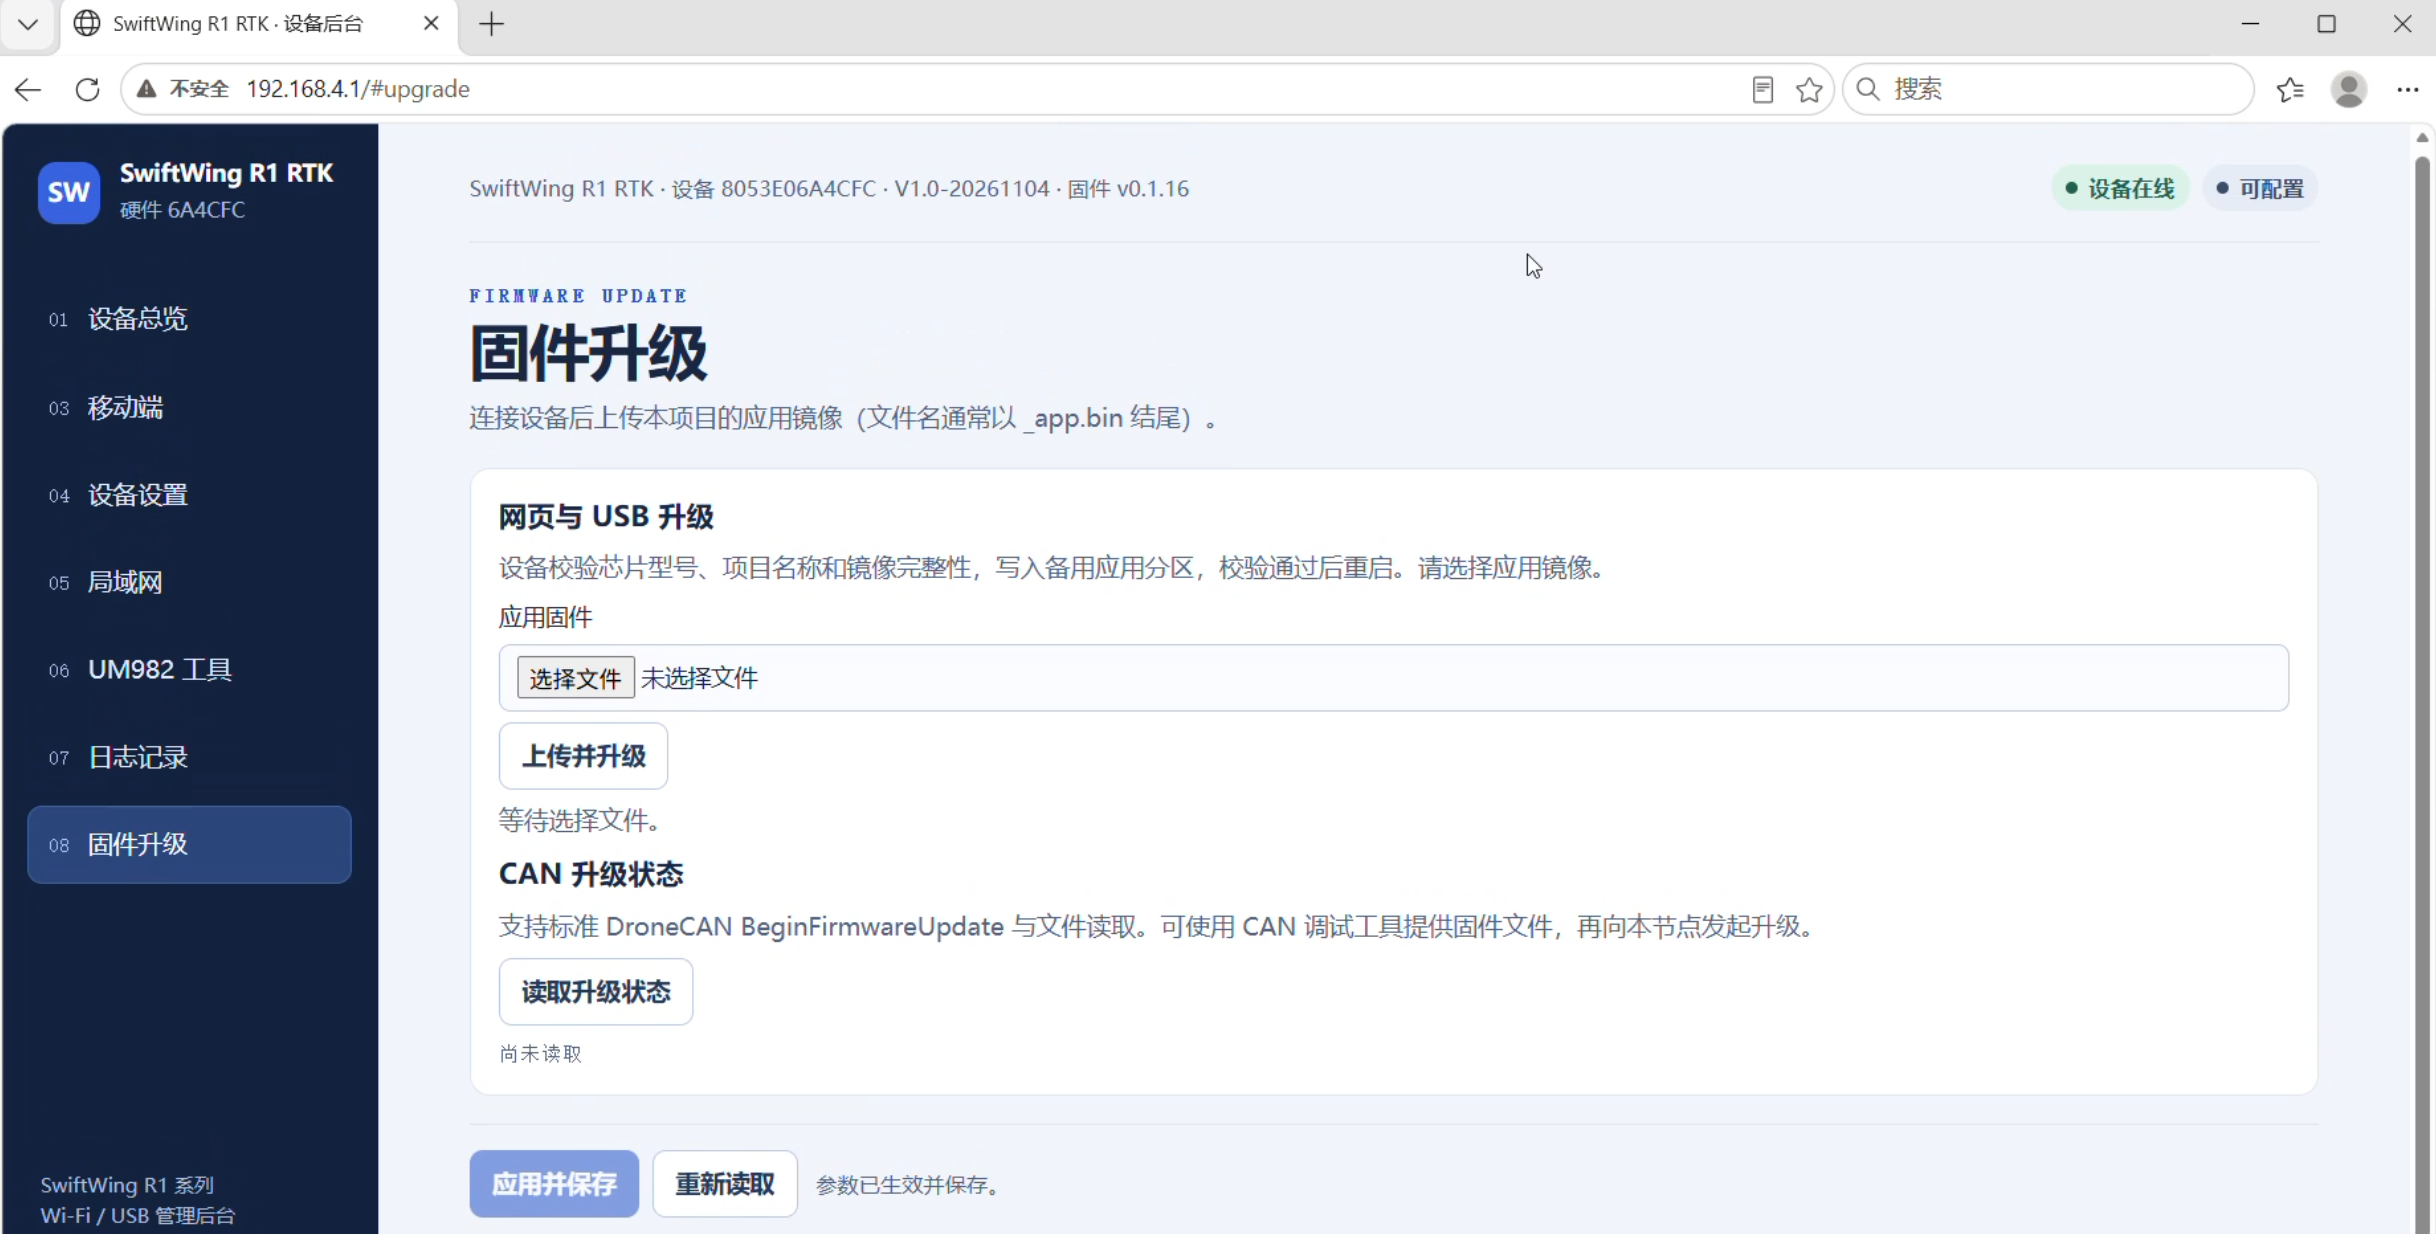 SwiftWing R1 RTK · 设备后台
不安全 192.168.4.1/#upgrade
搜索
SW
SwiftWing R1 RTK
硬件 6A4CFC
01 设备总览
03 移动端
04 设备设置
05 局域网
06 UM982 工具
07 日志记录
08 固件升级
SwiftWing R1 系列
Wi-Fi / USB 管理后台
SwiftWing R1 RTK · 设备 8053E06A4CFC · V1.0-20261104 · 固件 v0.1.16
设备在线
可配置
FIRMWARE UPDATE
固件升级
连接设备后上传本项目的应用镜像（文件名通常以 _app.bin 结尾）。
网页与 USB 升级
设备校验芯片型号、项目名称和镜像完整性，写入备用应用分区，校验通过后重启。请选择应用镜像。
应用固件
选择文件 未选择文件
上传并升级
等待选择文件。
CAN 升级状态
支持标准 DroneCAN BeginFirmwareUpdate 与文件读取。可使用 CAN 调试工具提供固件文件，再向本节点发起升级。
读取升级状态
尚未读取
应用并保存
重新读取
参数已生效并保存。